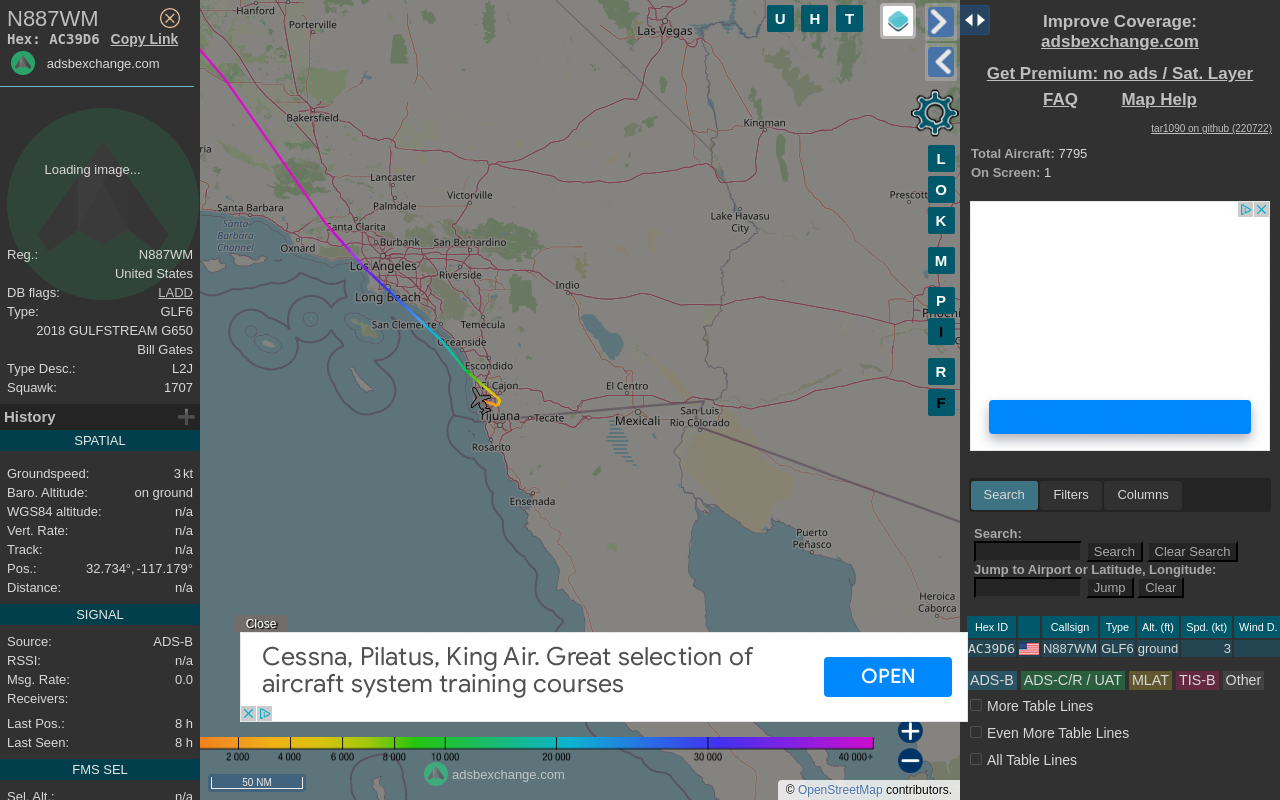 N887WM
Hex: AC39D6 Copy Link
adsbexchange.com
Loading image...
Reg.: N887WM
United States
DB flags: LADD
Type: GLF6
2018 GULFSTREAM G650
Bill Gates
Type Desc.: L2J
Squawk: 1707
History
SPATIAL
Groundspeed: 3 kt
Baro. Altitude: on ground
WGS84 altitude: n/a
Vert. Rate: n/a
Track: n/a
Pos.: 32.734°, -117.179°
Distance: n/a
SIGNAL
Source: ADS-B
RSSI: n/a
Msg. Rate: 0.0
Receivers:
Last Pos.: 8 h
Last Seen: 8 h
FMS SEL
Sel. Alt.: n/a
Hanford
Porterville
Las Vegas
Bakersfield
Kingman
ria
Lancaster
Palmdale
Victorville
Prescott
Santa Barbara
Santa
Barbara
Channel
Santa Clarita
Lake Havasu
City
Oxnard
Burbank
San Bernardino
Los Angeles
Riverside
Indio
Long Beach
San Clemente
Temecula
Oceanside
Escondido
El Cajon
El Centro
Tijuana
Tecate
Mexicali
San Luis
Río Colorado
Rosarito
Ensenada
Puerto
Peñasco
Heroica
Caborca
U H T
L
O
K
M
P
I
R
F
Close
Cessna, Pilatus, King Air. Great selection of
aircraft system training courses
OPEN
2 000 4 000 6 000 8 000 10 000 20 000 30 000 40 000+
adsbexchange.com
50 NM
© OpenStreetMap contributors.
Improve Coverage:
adsbexchange.com
Get Premium: no ads / Sat. Layer
FAQ Map Help
tar1090 on github (220722)
Total Aircraft: 7795
On Screen: 1
Search Filters Columns
Search:
Search Clear Search
Jump to Airport or Latitude, Longitude:
Jump Clear
Hex ID Callsign Type Alt. (ft) Spd. (kt) Wind D.
AC39D6 N887WM GLF6 ground 3
ADS-B ADS-C/R / UAT MLAT TIS-B Other
More Table Lines
Even More Table Lines
All Table Lines